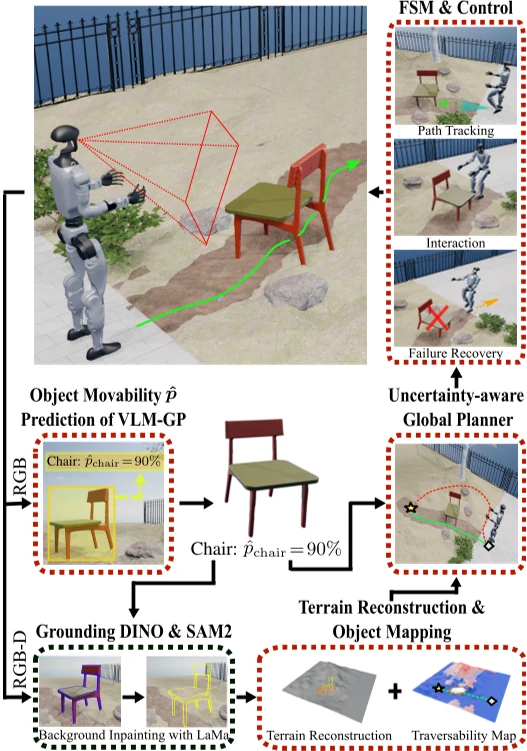 FSM & Control
Path Tracking
Interaction
Failure Recovery
Object Movability p̂
Prediction of VLM-GP
Uncertainty-aware
Global Planner
RGB
Chair: p̂chair = 90%
Chair: p̂chair = 90%
Terrain Reconstruction &
Object Mapping
Grounding DINO & SAM2
RGB-D
Background Inpainting with LaMa
Terrain Reconstruction
+
Traversability Map